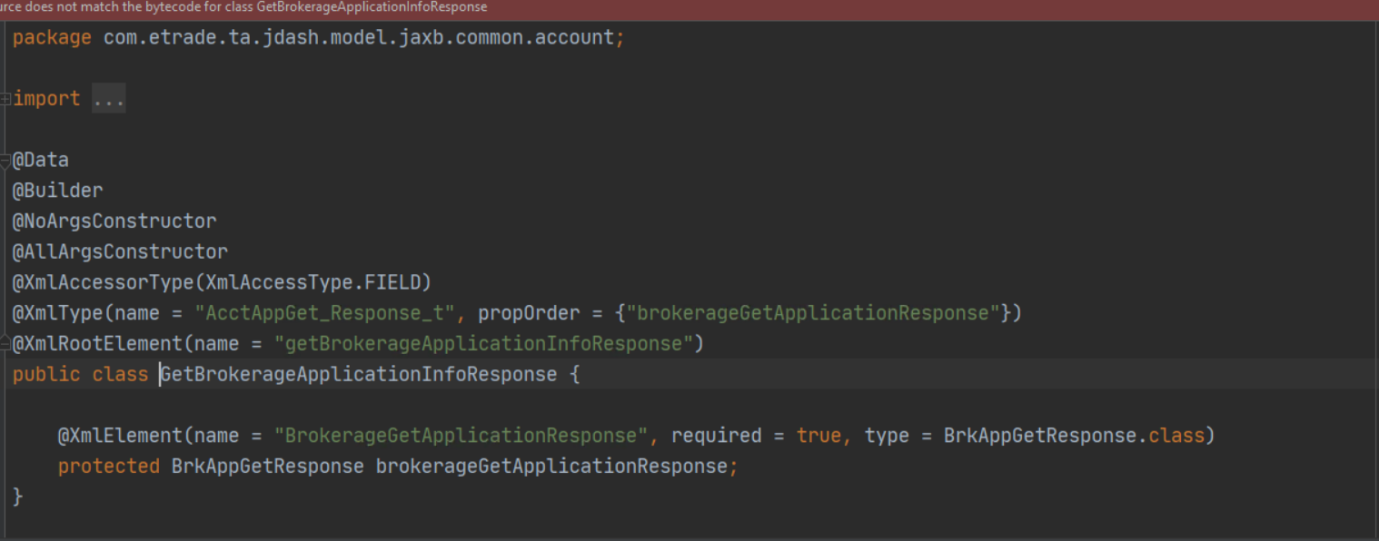 urce does not match the bytecode for class GetBrokerageApplicationInfoResponse
package com.etrade.ta.jdash.model.jaxb.common.account;
import ...
@Data
@Builder
@NoArgsConstructor
@AllArgsConstructor
@XmlAccessorType(XmlAccessType.FIELD)
@XmlType(name = "AcctAppGet_Response_t", propOrder = {"brokerageGetApplicationResponse"})
@XmlRootElement(name = "getBrokerageApplicationInfoResponse")
public class GetBrokerageApplicationInfoResponse {
@XmlElement(name = "BrokerageGetApplicationResponse", required = true, type = BrkAppGetResponse.class)
protected BrkAppGetResponse brokerageGetApplicationResponse;
}